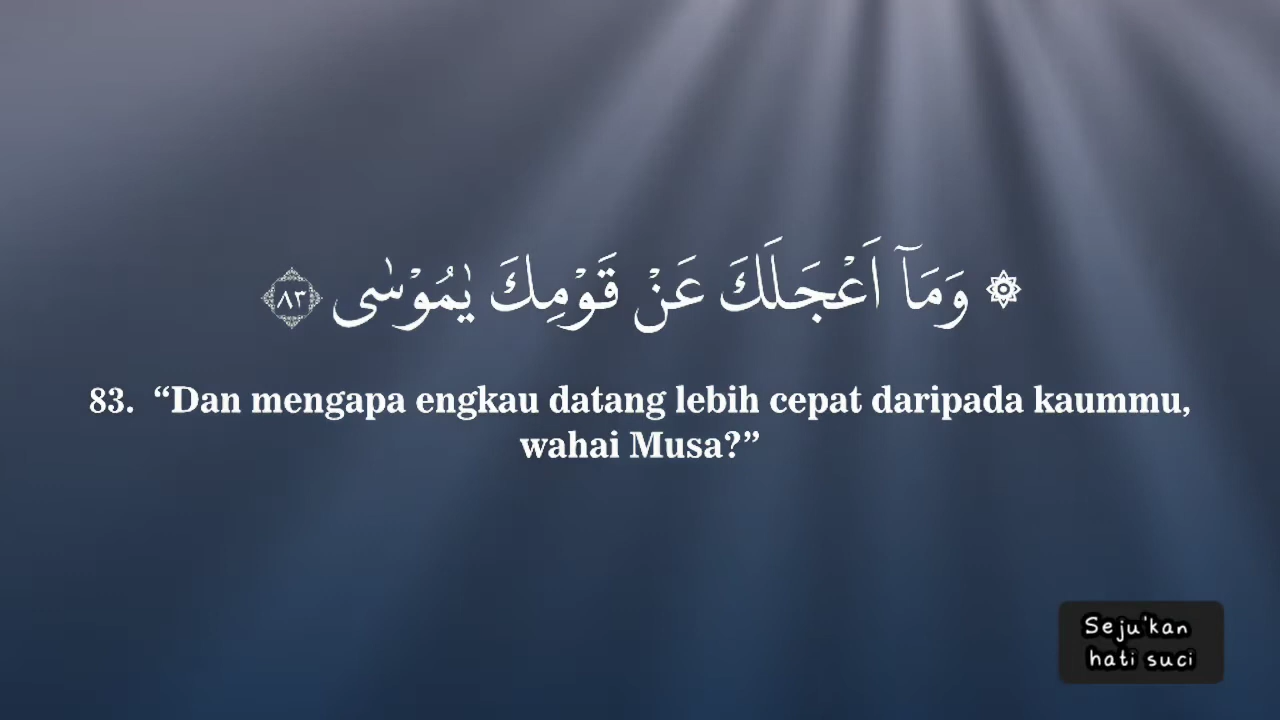 ۞ وَمَآ اَعْجَلَكَ عَنْ قَوْمِكَ يٰمُوْسٰى ٨٣
83. “Dan mengapa engkau datang lebih cepat daripada kaummu,
wahai Musa?”
Seju'kan
hati suci